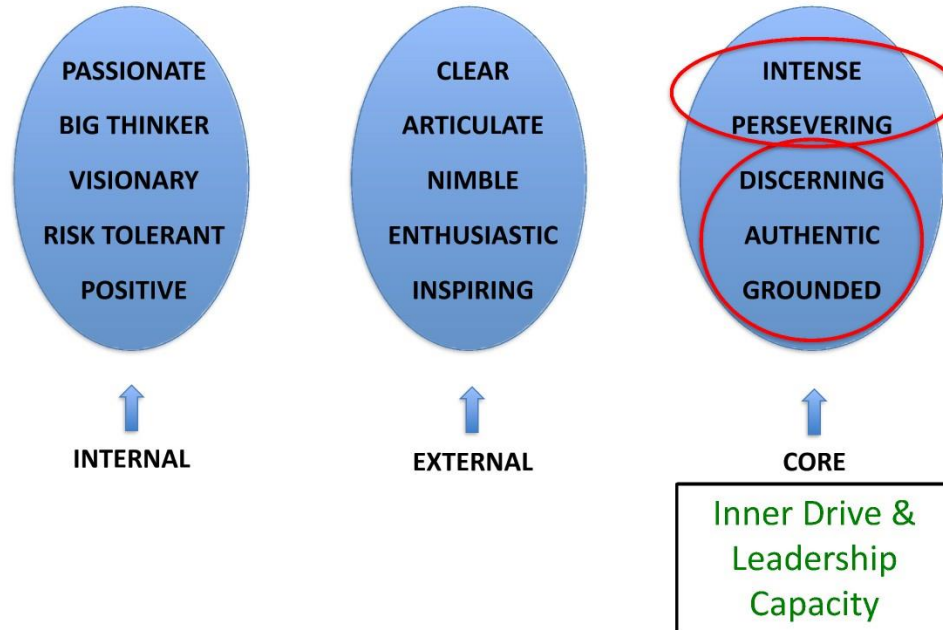 PASSIONATE
BIG THINKER
VISIONARY
RISK TOLERANT
POSITIVE
INTERNAL
CLEAR
ARTICULATE
NIMBLE
ENTHUSIASTIC
INSPIRING
EXTERNAL
INTENSE
PERSEVERING
DISCERNING
AUTHENTIC
GROUNDED
CORE
Inner Drive &
Leadership
Capacity